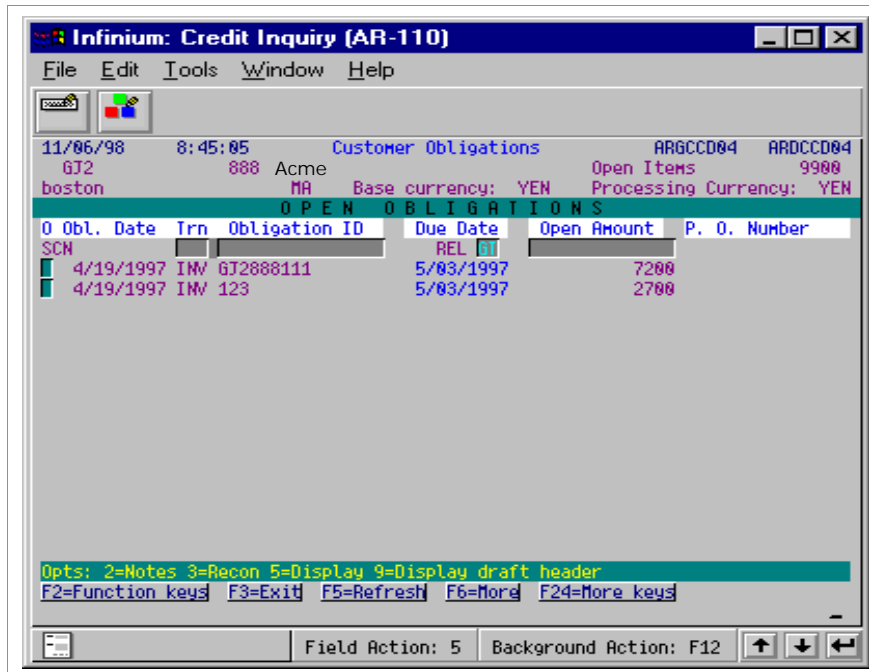 Infinium: Credit Inquiry (AR-110)
File Edit Tools Window Help
11/06/98 8:45:05 Customer Obligations ARGCCD04 ARDCCD04
GJ2 888 Acme Open Items 9900
boston MA Base currency: YEN Processing Currency: YEN
O P E N O B L I G A T I O N S
O Obl. Date Trn Obligation ID Due Date Open Amount P. O. Number
SCN REL GT
4/19/1997 INV GJ2888111 5/03/1997 7200
4/19/1997 INV 123 5/03/1997 2700
Opts: 2=Notes 3=Recon 5=Display 9=Display draft header
F2=Function keys F3=Exit F5=Refresh F6=More F24=More keys
Field Action: 5 Background Action: F12